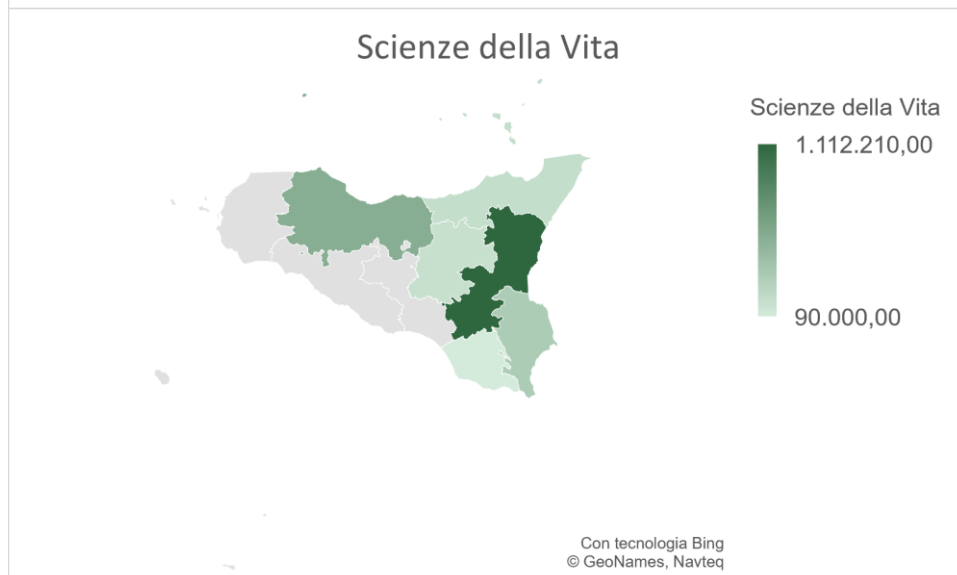 Scienze della Vita
Scienze della Vita
1.112.210,00
90.000,00
Con tecnologia Bing
© GeoNames, Navteq